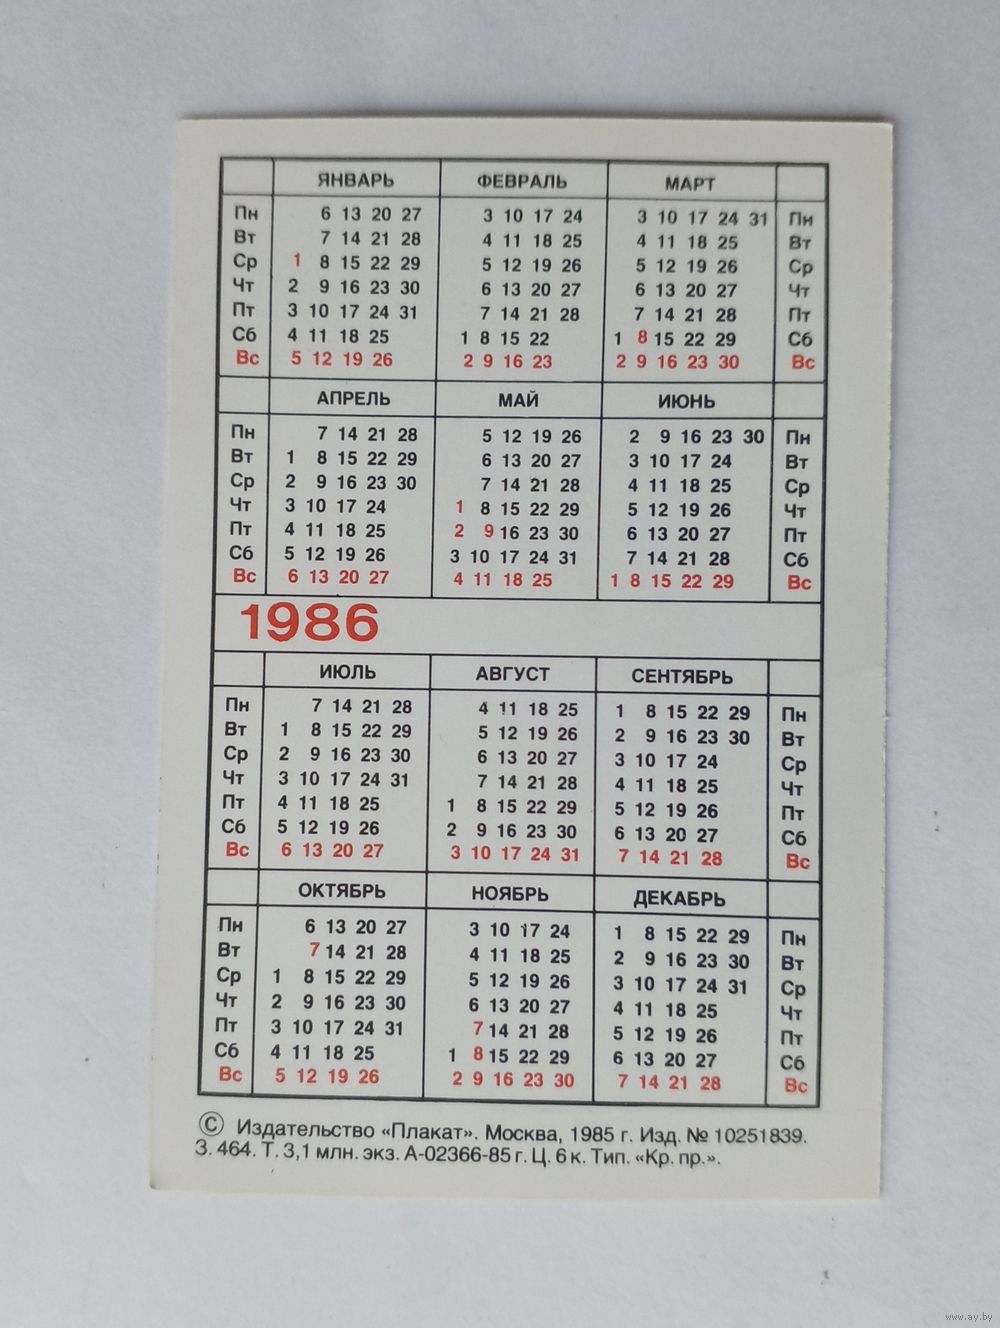 ЯНВАРЬ ФЕВРАЛЬ МАРТ
Пн 6 13 20 27 3 10 17 24 3 10 17 24 31 Пн
Вт 7 14 21 28 4 11 18 25 4 11 18 25 Вт
Ср 1 8 15 22 29 5 12 19 26 5 12 19 26 Ср
Чт 2 9 16 23 30 6 13 20 27 6 13 20 27 Чт
Пт 3 10 17 24 31 7 14 21 28 7 14 21 28 Пт
Сб 4 11 18 25 1 8 15 22 1 8 15 22 29 Сб
Вс 5 12 19 26 2 9 16 23 2 9 16 23 30 Вс
АПРЕЛЬ МАЙ ИЮНЬ
Пн 7 14 21 28 5 12 19 26 2 9 16 23 30 Пн
Вт 1 8 15 22 29 6 13 20 27 3 10 17 24 Вт
Ср 2 9 16 23 30 7 14 21 28 4 11 18 25 Ср
Чт 3 10 17 24 1 8 15 22 29 5 12 19 26 Чт
Пт 4 11 18 25 2 9 16 23 30 6 13 20 27 Пт
Сб 5 12 19 26 3 10 17 24 31 7 14 21 28 Сб
Вс 6 13 20 27 4 11 18 25 1 8 15 22 29 Вс
1986
ИЮЛЬ АВГУСТ СЕНТЯБРЬ
Пн 7 14 21 28 4 11 18 25 1 8 15 22 29 Пн
Вт 1 8 15 22 29 5 12 19 26 2 9 16 23 30 Вт
Ср 2 9 16 23 30 6 13 20 27 3 10 17 24 Ср
Чт 3 10 17 24 31 7 14 21 28 4 11 18 25 Чт
Пт 4 11 18 25 1 8 15 22 29 5 12 19 26 Пт
Сб 5 12 19 26 2 9 16 23 30 6 13 20 27 Сб
Вс 6 13 20 27 3 10 17 24 31 7 14 21 28 Вс
ОКТЯБРЬ НОЯБРЬ ДЕКАБРЬ
Пн 6 13 20 27 3 10 17 24 1 8 15 22 29 Пн
Вт 7 14 21 28 4 11 18 25 2 9 16 23 30 Вт
Ср 1 8 15 22 29 5 12 19 26 3 10 17 24 31 Ср
Чт 2 9 16 23 30 6 13 20 27 4 11 18 25 Чт
Пт 3 10 17 24 31 7 14 21 28 5 12 19 26 Пт
Сб 4 11 18 25 1 8 15 22 29 6 13 20 27 Сб
Вс 5 12 19 26 2 9 16 23 30 7 14 21 28 Вс
© Издательство «Плакат». Москва, 1985 г. Изд. № 10251839.
З. 464. Т. 3,1 млн. экз. А-02366-85 г. Ц. 6 к. Тип. «Кр. пр.».
www.ay.by